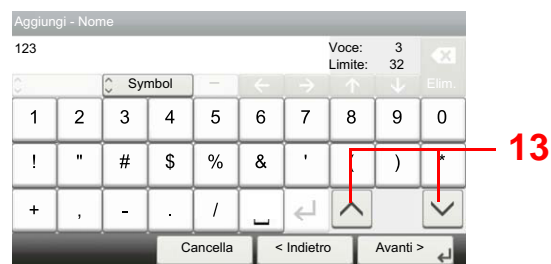 Aggiungi - Nome
123 Voce: 3
Limite: 32
Symbol Elim.
1 2 3 4 5 6 7 8 9 0
! " # $ % & ' ( ) *
+ , - . /
Cancella < Indietro Avanti >
13